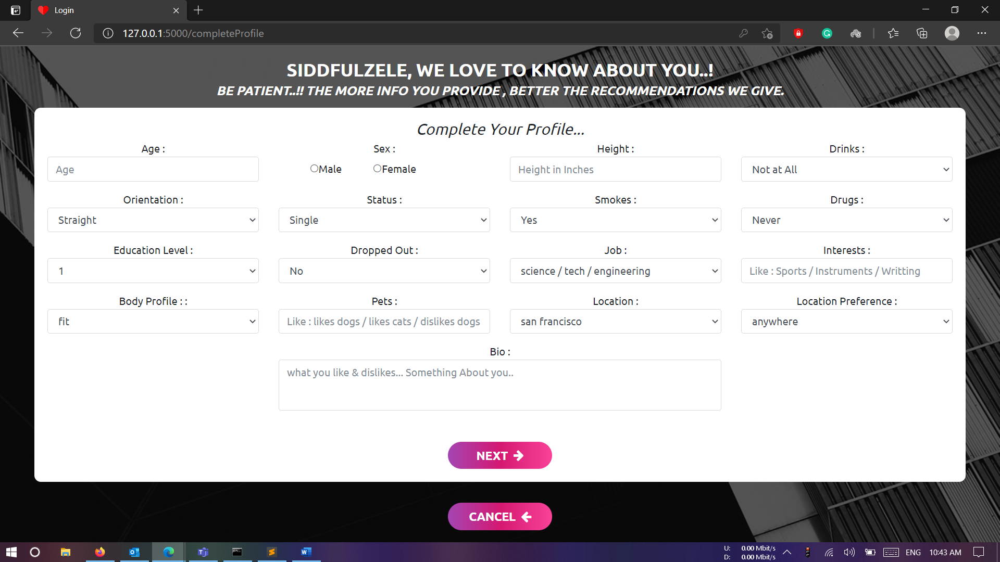 Login
127.0.0.1:5000/completeProfile
SIDDFULZELE, WE LOVE TO KNOW ABOUT YOU..!
BE PATIENT..!! THE MORE INFO YOU PROVIDE , BETTER THE RECOMMENDATIONS WE GIVE.
Complete Your Profile...
Age : Sex : Height : Drinks :
Age Male Female Height in Inches Not at All
Orientation : Status : Smokes : Drugs :
Straight Single Yes Never
Education Level : Dropped Out : Job : Interests :
1 No science / tech / engineering Like : Sports / Instruments / Writting
Body Profile : : Pets : Location : Location Preference :
fit Like : likes dogs / likes cats / dislikes dogs san francisco anywhere
Bio :
what you like & dislikes... Something About you..
NEXT
CANCEL
U: 0.00 Mbit/s
D: 0.00 Mbit/s
ENG 10:43 AM